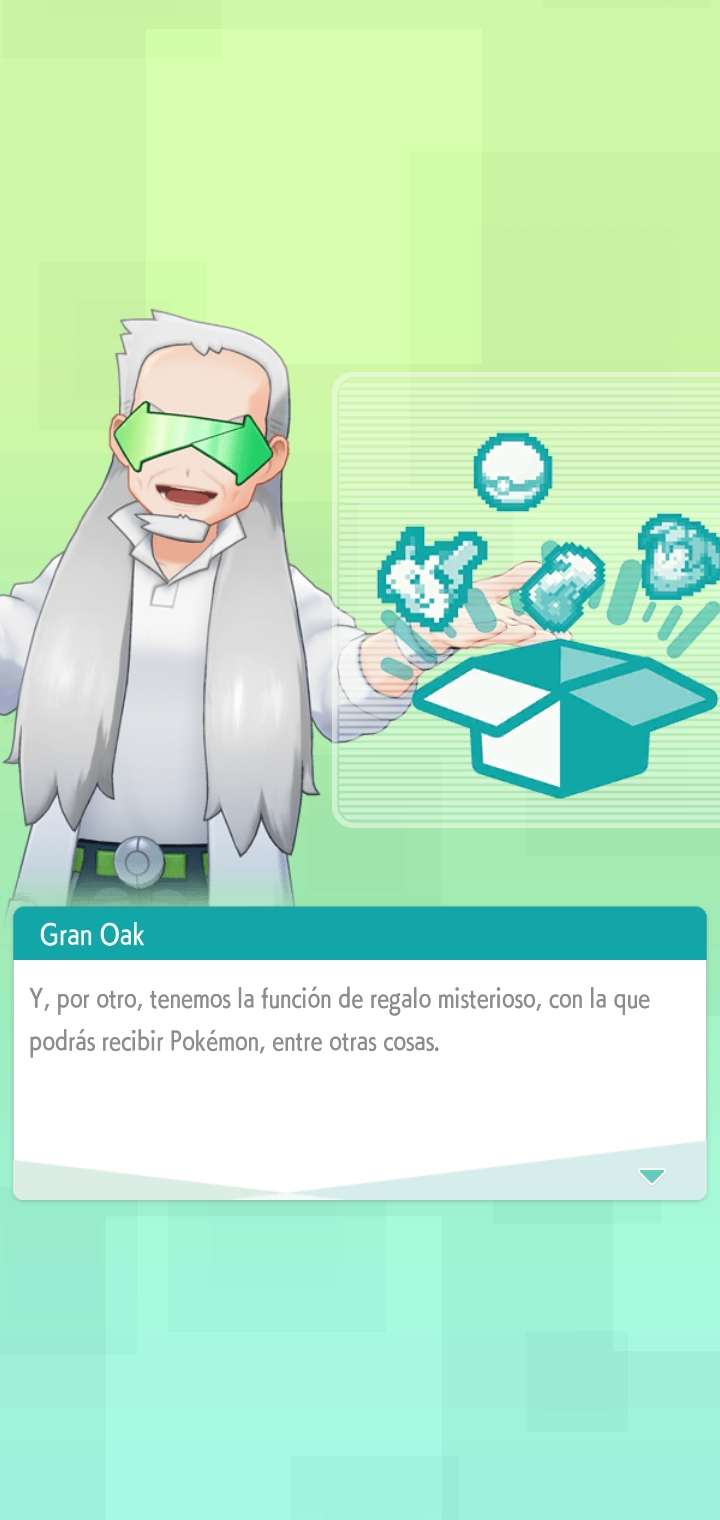 Gran Oak
Y, por otro, tenemos la función de regalo misterioso, con la que
podrás recibir Pokémon, entre otras cosas.